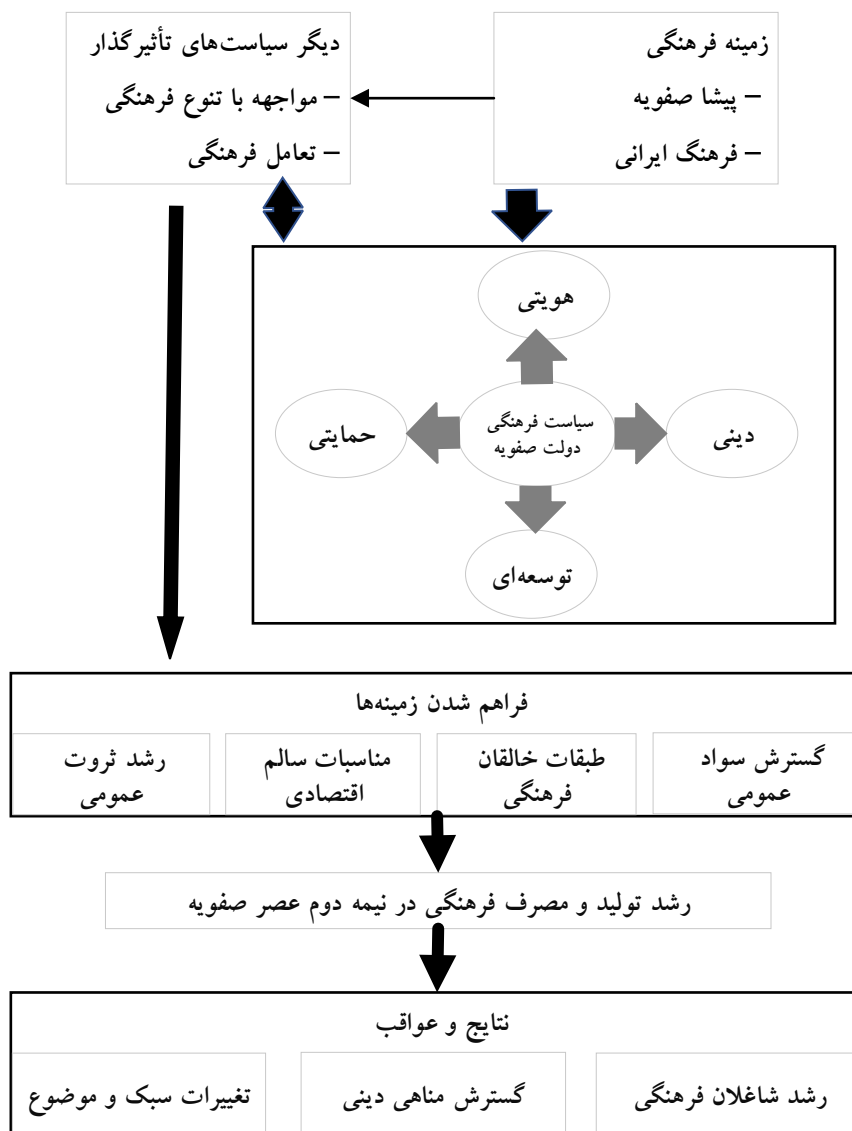 زمینه فرهنگی
– پیشا صفویه
– فرهنگ ایرانی
دیگر سیاست‌های تأثیرگذار
– مواجهه با تنوع فرهنگی
– تعامل فرهنگی
هویتی
دینی
سیاست فرهنگی
دولت صفویه
حمایتی
توسعه‌ای
فراهم شدن زمینه‌ها
گسترش سواد
عمومی
طبقات خالقان
فرهنگی
مناسبات سالم
اقتصادی
رشد ثروت
عمومی
رشد تولید و مصرف فرهنگی در نیمه دوم عصر صفویه
نتایج و عواقب
رشد شاغلان فرهنگی
گسترش مناهی دینی
تغییرات سبک و موضوع